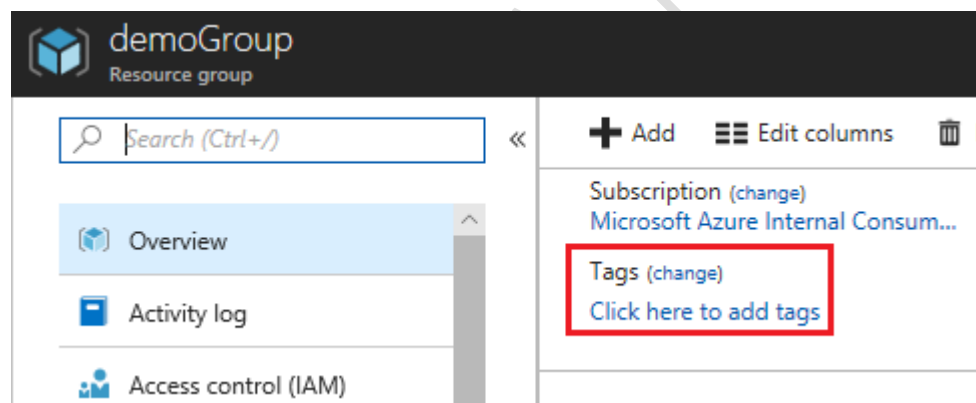 demoGroup
Resource group
Search (Ctrl+/)
«
Add
Edit columns
Overview
Activity log
Access control (IAM)
Subscription (change)
Microsoft Azure Internal Consum...
Tags (change)
Click here to add tags